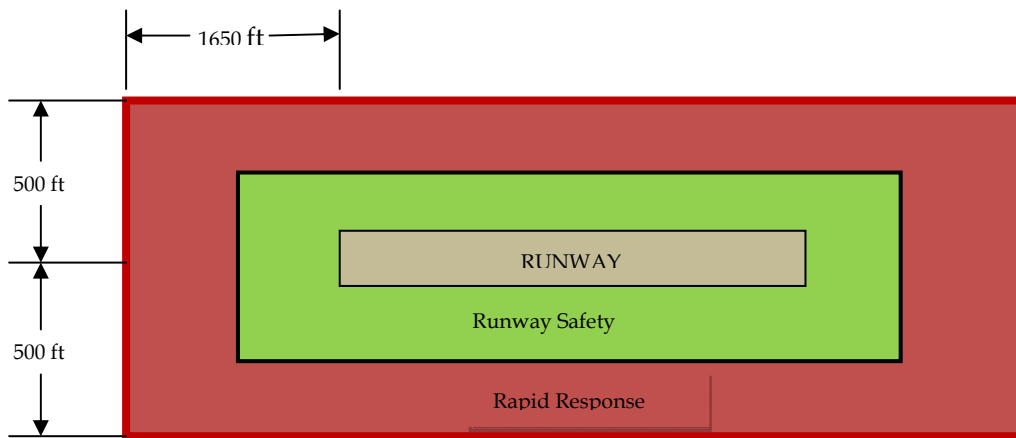 1650 ft
500 ft
RUNWAY
Runway Safety
500 ft
Rapid Response